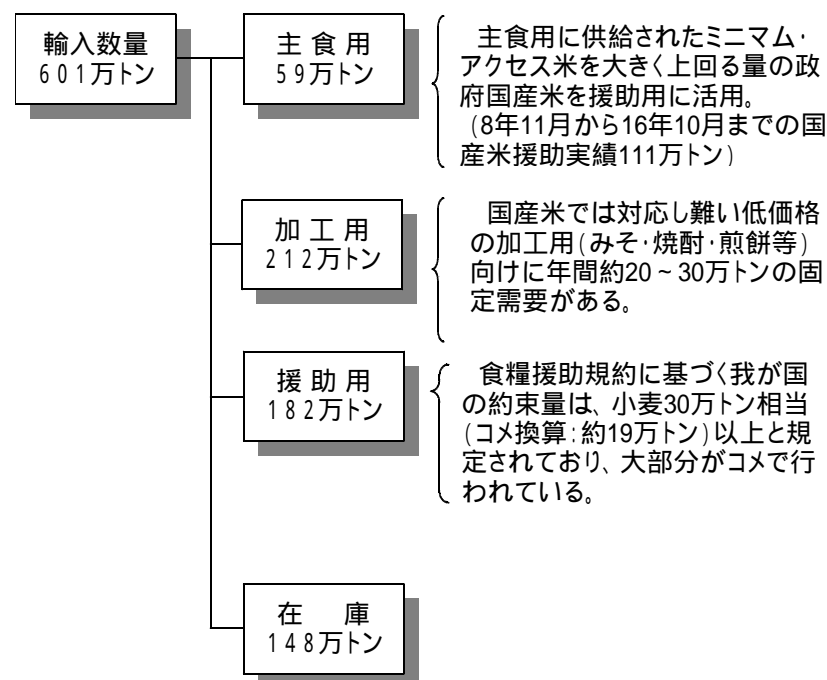 輸入数量
601万トン
主食用
59万トン
主食用に供給されたミニマム・
アクセス米を大きく上回る量の政
府国産米を援助用に活用。
(8年11月から16年10月までの国
産米援助実績111万トン)
加工用
212万トン
国産米では対応し難い低価格
の加工用(みそ・焼酎・煎餅等)
向けに年間約20~30万トンの固
定需要がある。
援助用
182万トン
食糧援助規約に基づく我が国
の約束量は、小麦30万トン相当
(コメ換算:約19万トン)以上と規
定されており、大部分がコメで行
われている。
在 庫
148万トン